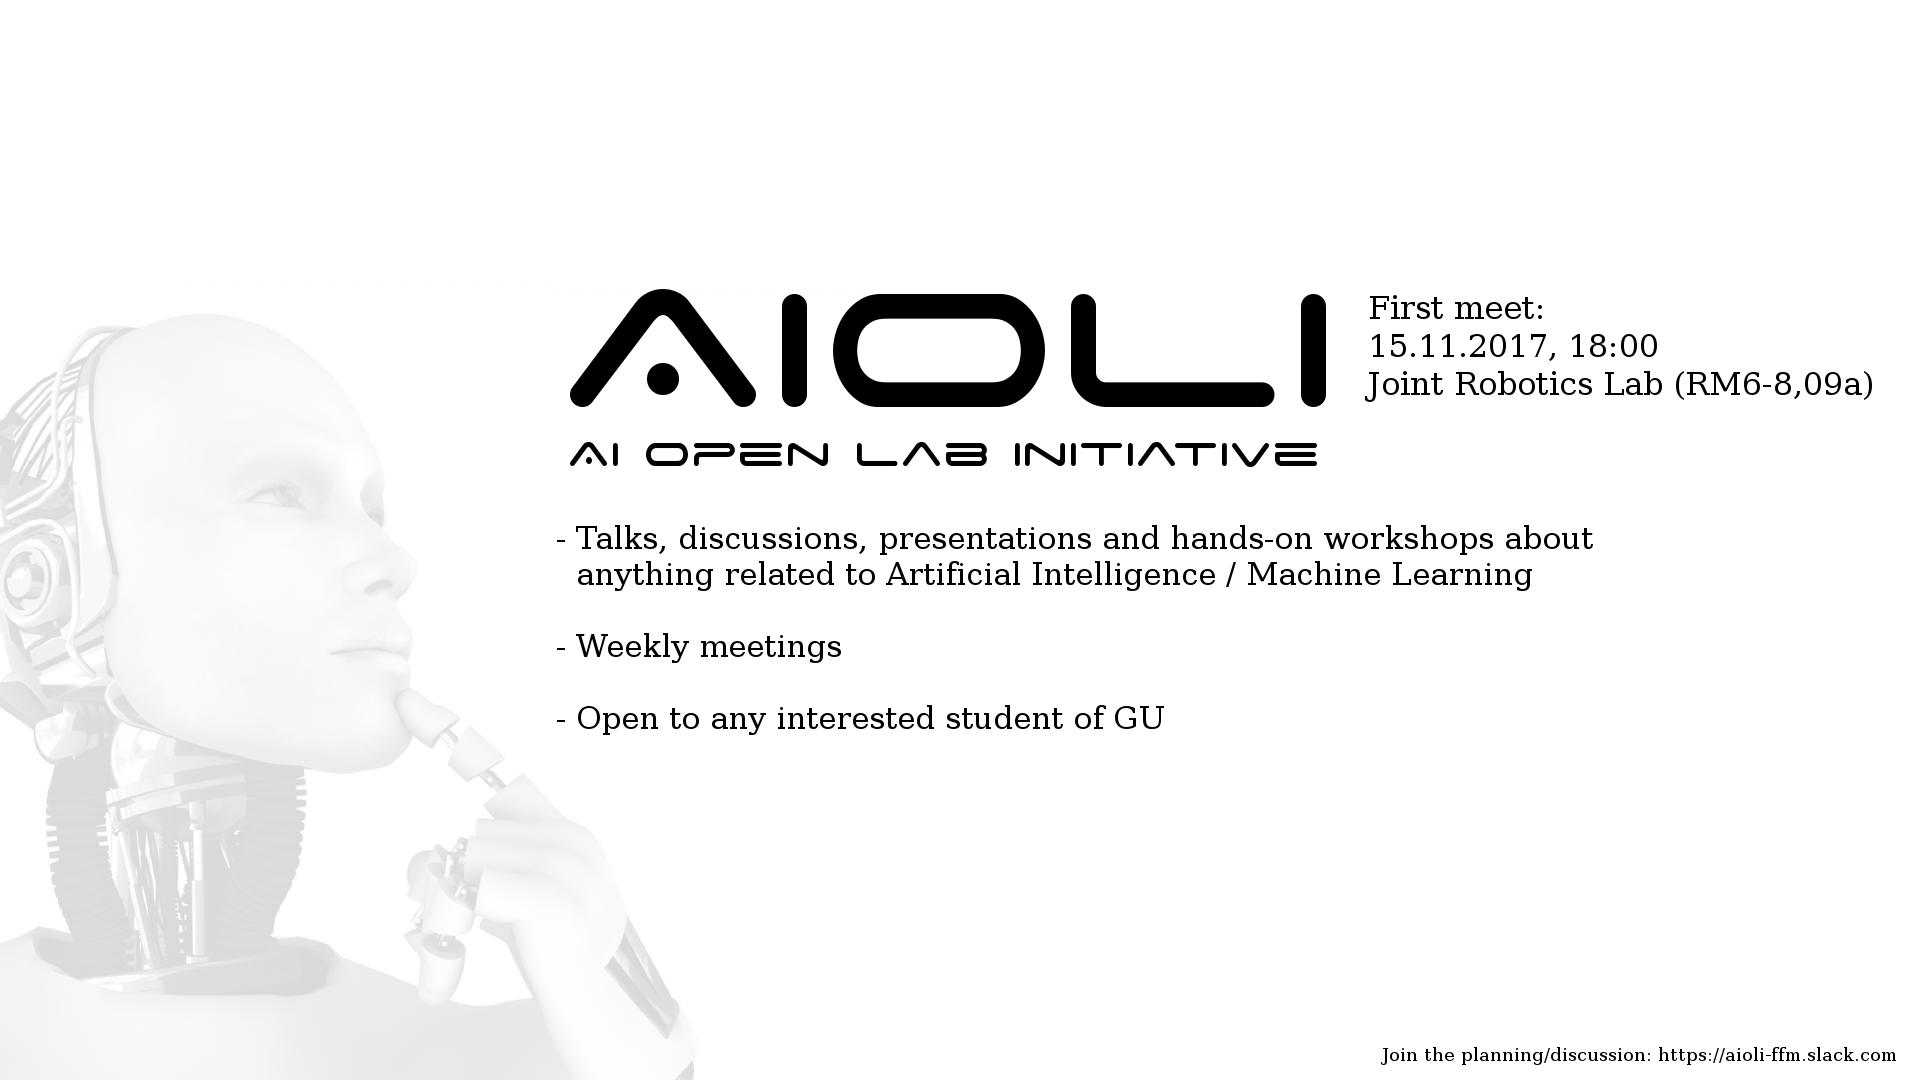 AIOLI
First meet:
15.11.2017, 18:00
Joint Robotics Lab (RM6-8,09a)
AI OPEN LAB INITIATIVE
- Talks, discussions, presentations and hands-on workshops about
anything related to Artificial Intelligence / Machine Learning
- Weekly meetings
- Open to any interested student of GU
Join the planning/discussion: https://aioli-ffm.slack.com